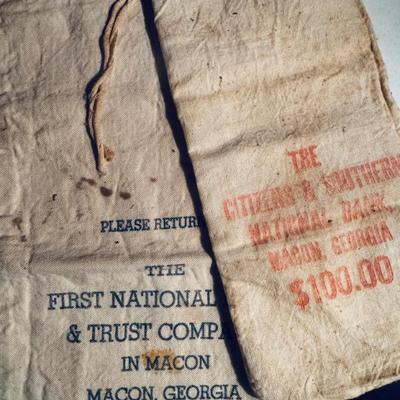 PLEASE RETUR
THE
FIRST NATIONAL
& TRUST COMPA
IN MACON
MACON, GEORGIA
THE
CITIZENS & SOUTHERN
NATIONAL BANK
MACON GEORGIA
$100.00